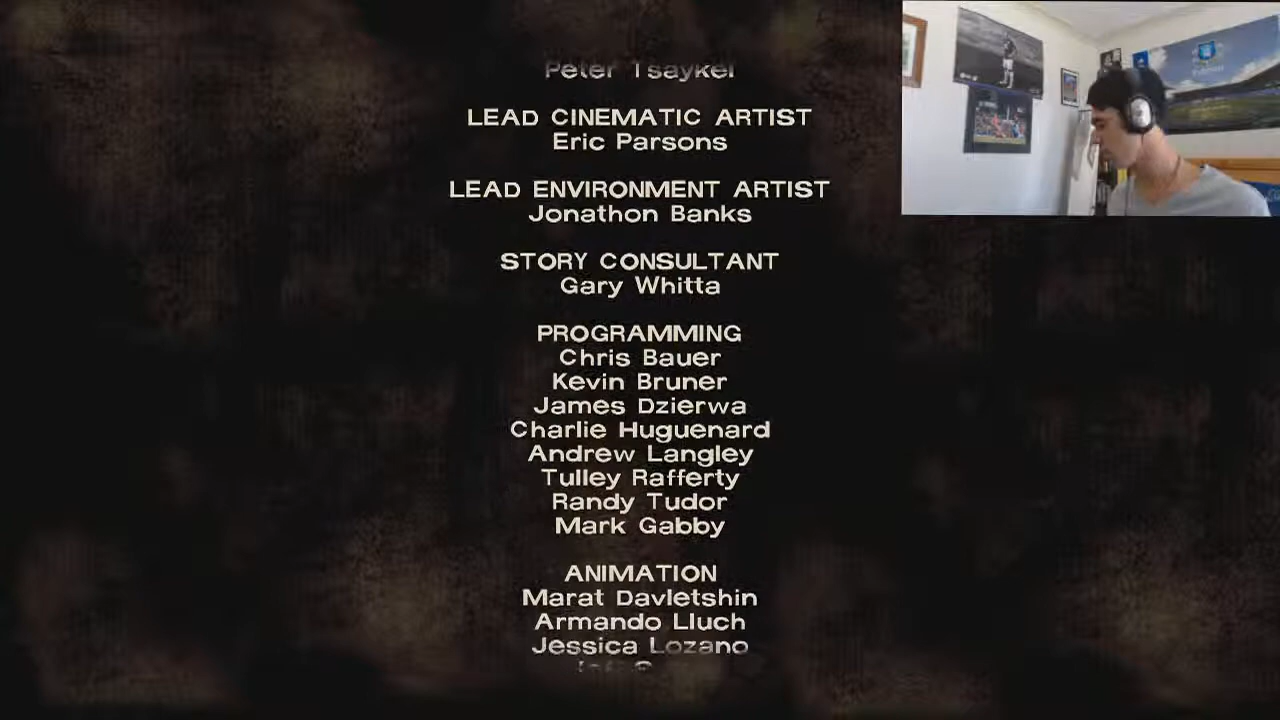 Peter Tsaykel
LEAD CINEMATIC ARTIST
Eric Parsons
LEAD ENVIRONMENT ARTIST
Jonathon Banks
STORY CONSULTANT
Gary Whitta
PROGRAMMING
Chris Bauer
Kevin Bruner
James Dzierwa
Charlie Huguenard
Andrew Langley
Tulley Rafferty
Randy Tudor
Mark Gabby
ANIMATION
Marat Davletshin
Armando Lluch
Jessica Lozano